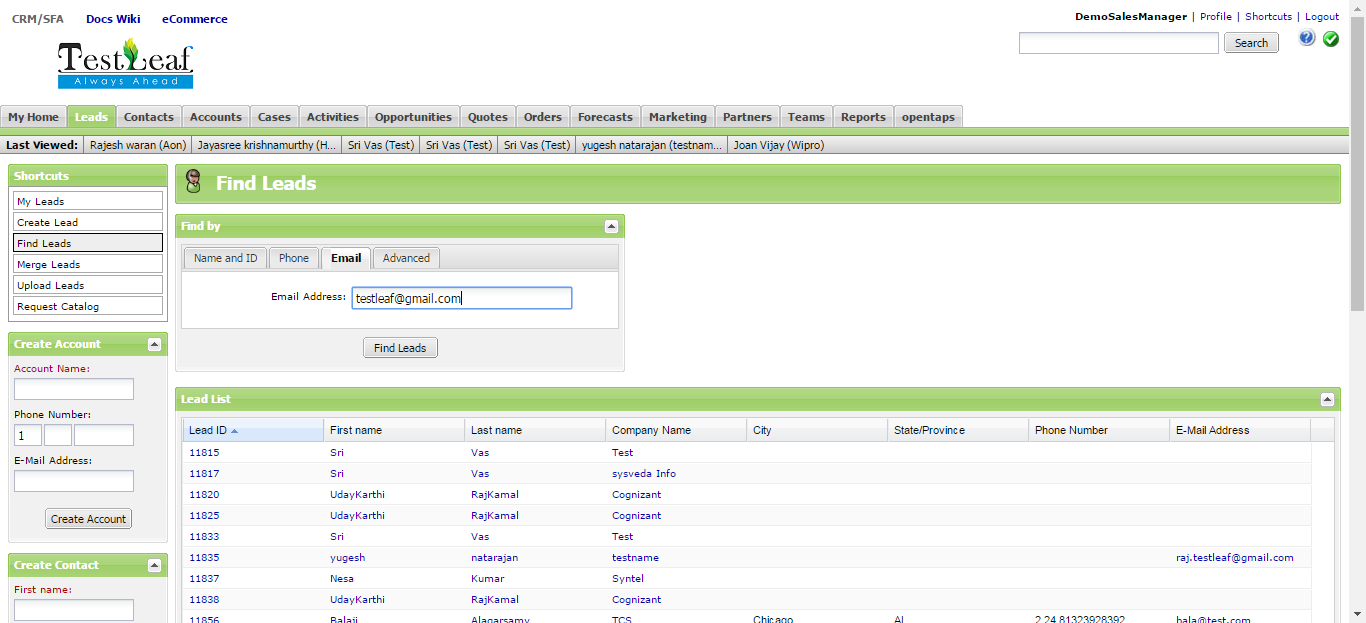 CRM/SFA Docs Wiki eCommerce
DemoSalesManager | Profile | Shortcuts | Logout
TestLeaf
Always Ahead
Search
My Home Leads Contacts Accounts Cases Activities Opportunities Quotes Orders Forecasts Marketing Partners Teams Reports opentaps
Last Viewed: Rajesh waran (Aon) Jayasree krishnamurthy (H... Sri Vas (Test) Sri Vas (Test) Sri Vas (Test) yugesh natarajan (testnam... Joan Vijay (Wipro)
Shortcuts
My Leads
Create Lead
Find Leads
Merge Leads
Upload Leads
Request Catalog
Create Account
Account Name:
Phone Number:
1
E-Mail Address:
Create Account
Create Contact
First name:
Find Leads
Find by
Name and ID Phone Email Advanced
Email Address: testleaf@gmail.com
Find Leads
Lead List
Lead ID First name Last name Company Name City State/Province Phone Number E-Mail Address
11815 Sri Vas Test
11817 Sri Vas sysveda Info
11820 UdayKarthi RajKamal Cognizant
11825 UdayKarthi RajKamal Cognizant
11833 Sri Vas Test
11835 yugesh natarajan testname raj.testleaf@gmail.com
11837 Nesa Kumar Syntel
11838 UdayKarthi RajKamal Cognizant
11856 Balaji Alagarsamy TCS Chicago AL 2 24 81323928392 bala@test.com